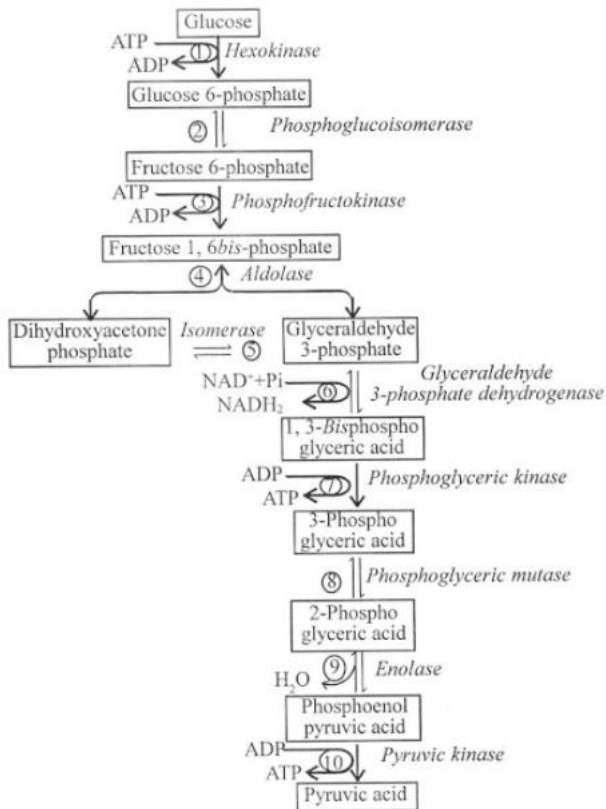 Glucose
ATP
① Hexokinase
ADP
Glucose 6-phosphate
② Phosphoglucoisomerase
Fructose 6-phosphate
ATP
③ Phosphofructokinase
ADP
Fructose 1, 6bis-phosphate
④ Aldolase
Dihydroxyacetone
phosphate
Isomerase
⑤
Glyceraldehyde
3-phosphate
NAD⁺+Pi
⑥
NADH₂
Glyceraldehyde
3-phosphate dehydrogenase
1, 3-Bisphospho
glyceric acid
ADP
⑦ Phosphoglyceric kinase
ATP
3-Phospho
glyceric acid
⑧ Phosphoglyceric mutase
2-Phospho
glyceric acid
⑨ Enolase
H₂O
Phosphoenol
pyruvic acid
ADP
⑩ Pyruvic kinase
ATP
Pyruvic acid